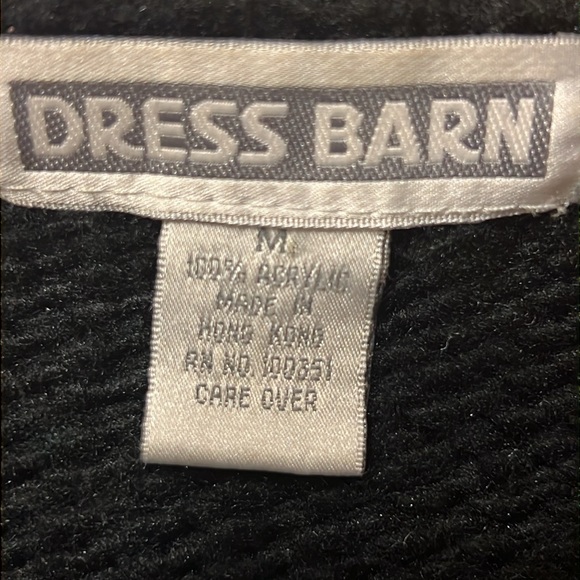 DRESS BARN
M
100% ACRYLIC
MADE IN
HONG KONG
RN NO. 100351
CARE OVER